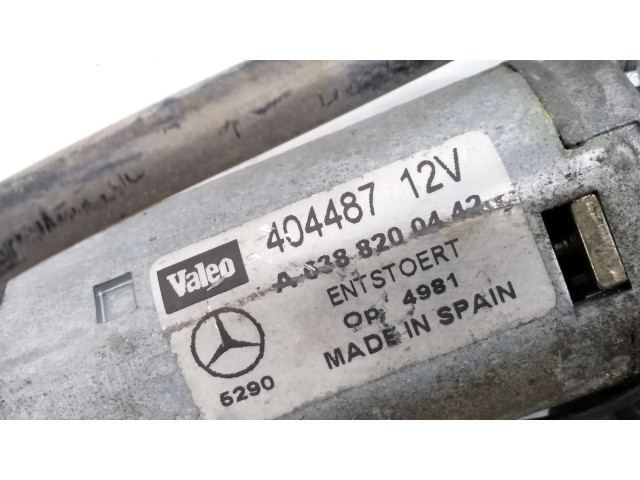 Valeo
404487 12V
A 638 820 04 42
ENTSTOERT
Op. 4981
MADE IN SPAIN
5290